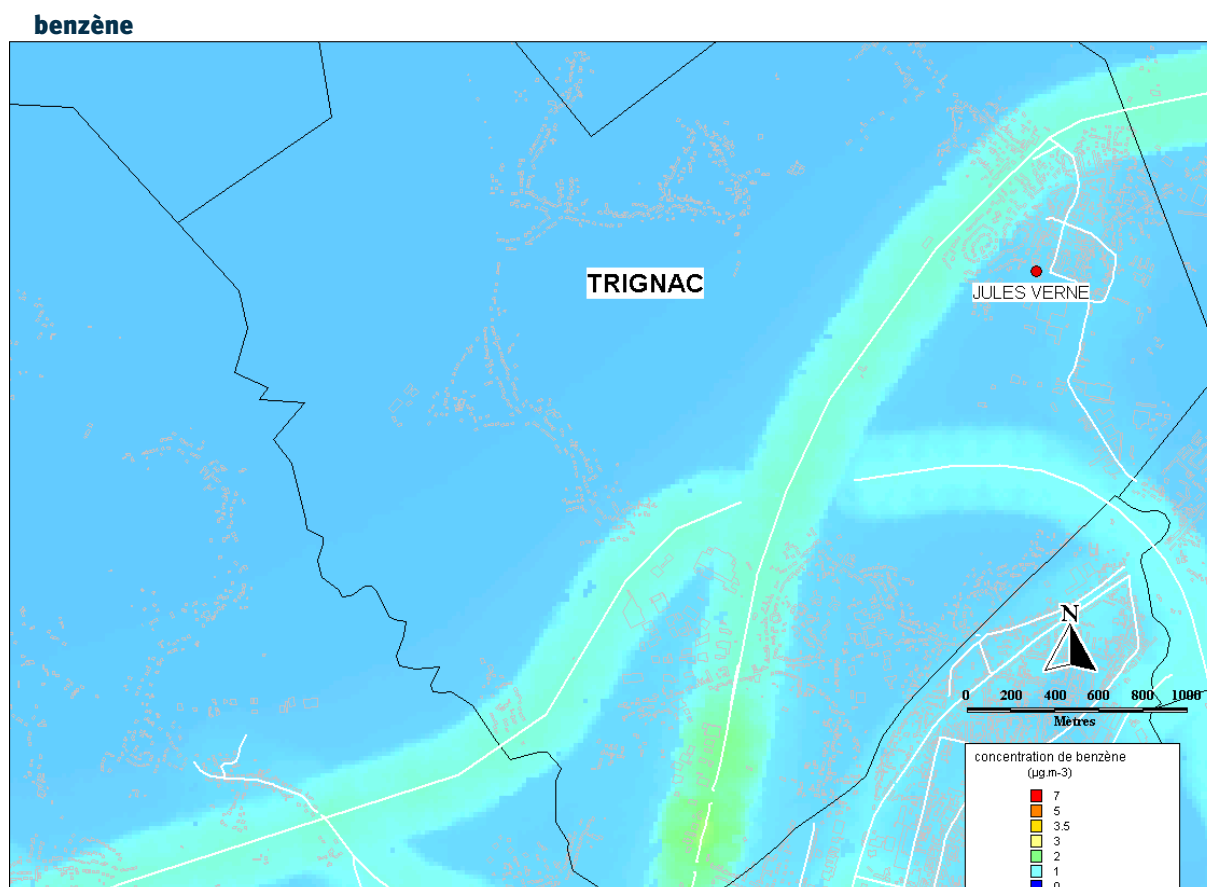 benzène
TRIGNAC
JULES VERNE
N
0 200 400 600 800 1000
Mètres
concentration de benzène
(µg.m-3)
7
5
3.5
3
2
1
0